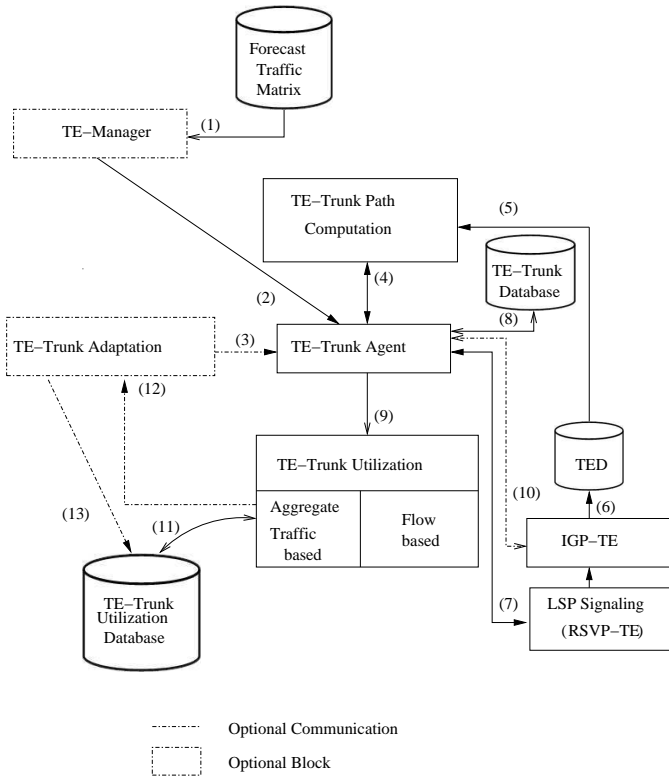 Forecast
Traffic
Matrix
(1)
TE−Manager
TE−Trunk Path
Computation
(5)
(4)
TE−Trunk
Database
(2)
(8)
TE−Trunk Adaptation
(3)
TE−Trunk Agent
(12)
(9)
TE−Trunk Utilization
TED
(10)
(6)
Aggregate
Traffic
based
Flow
based
(13)
(11)
IGP−TE
TE−Trunk
Utilization
Database
(7)
LSP Signaling
(RSVP−TE)
Optional Communication
Optional Block